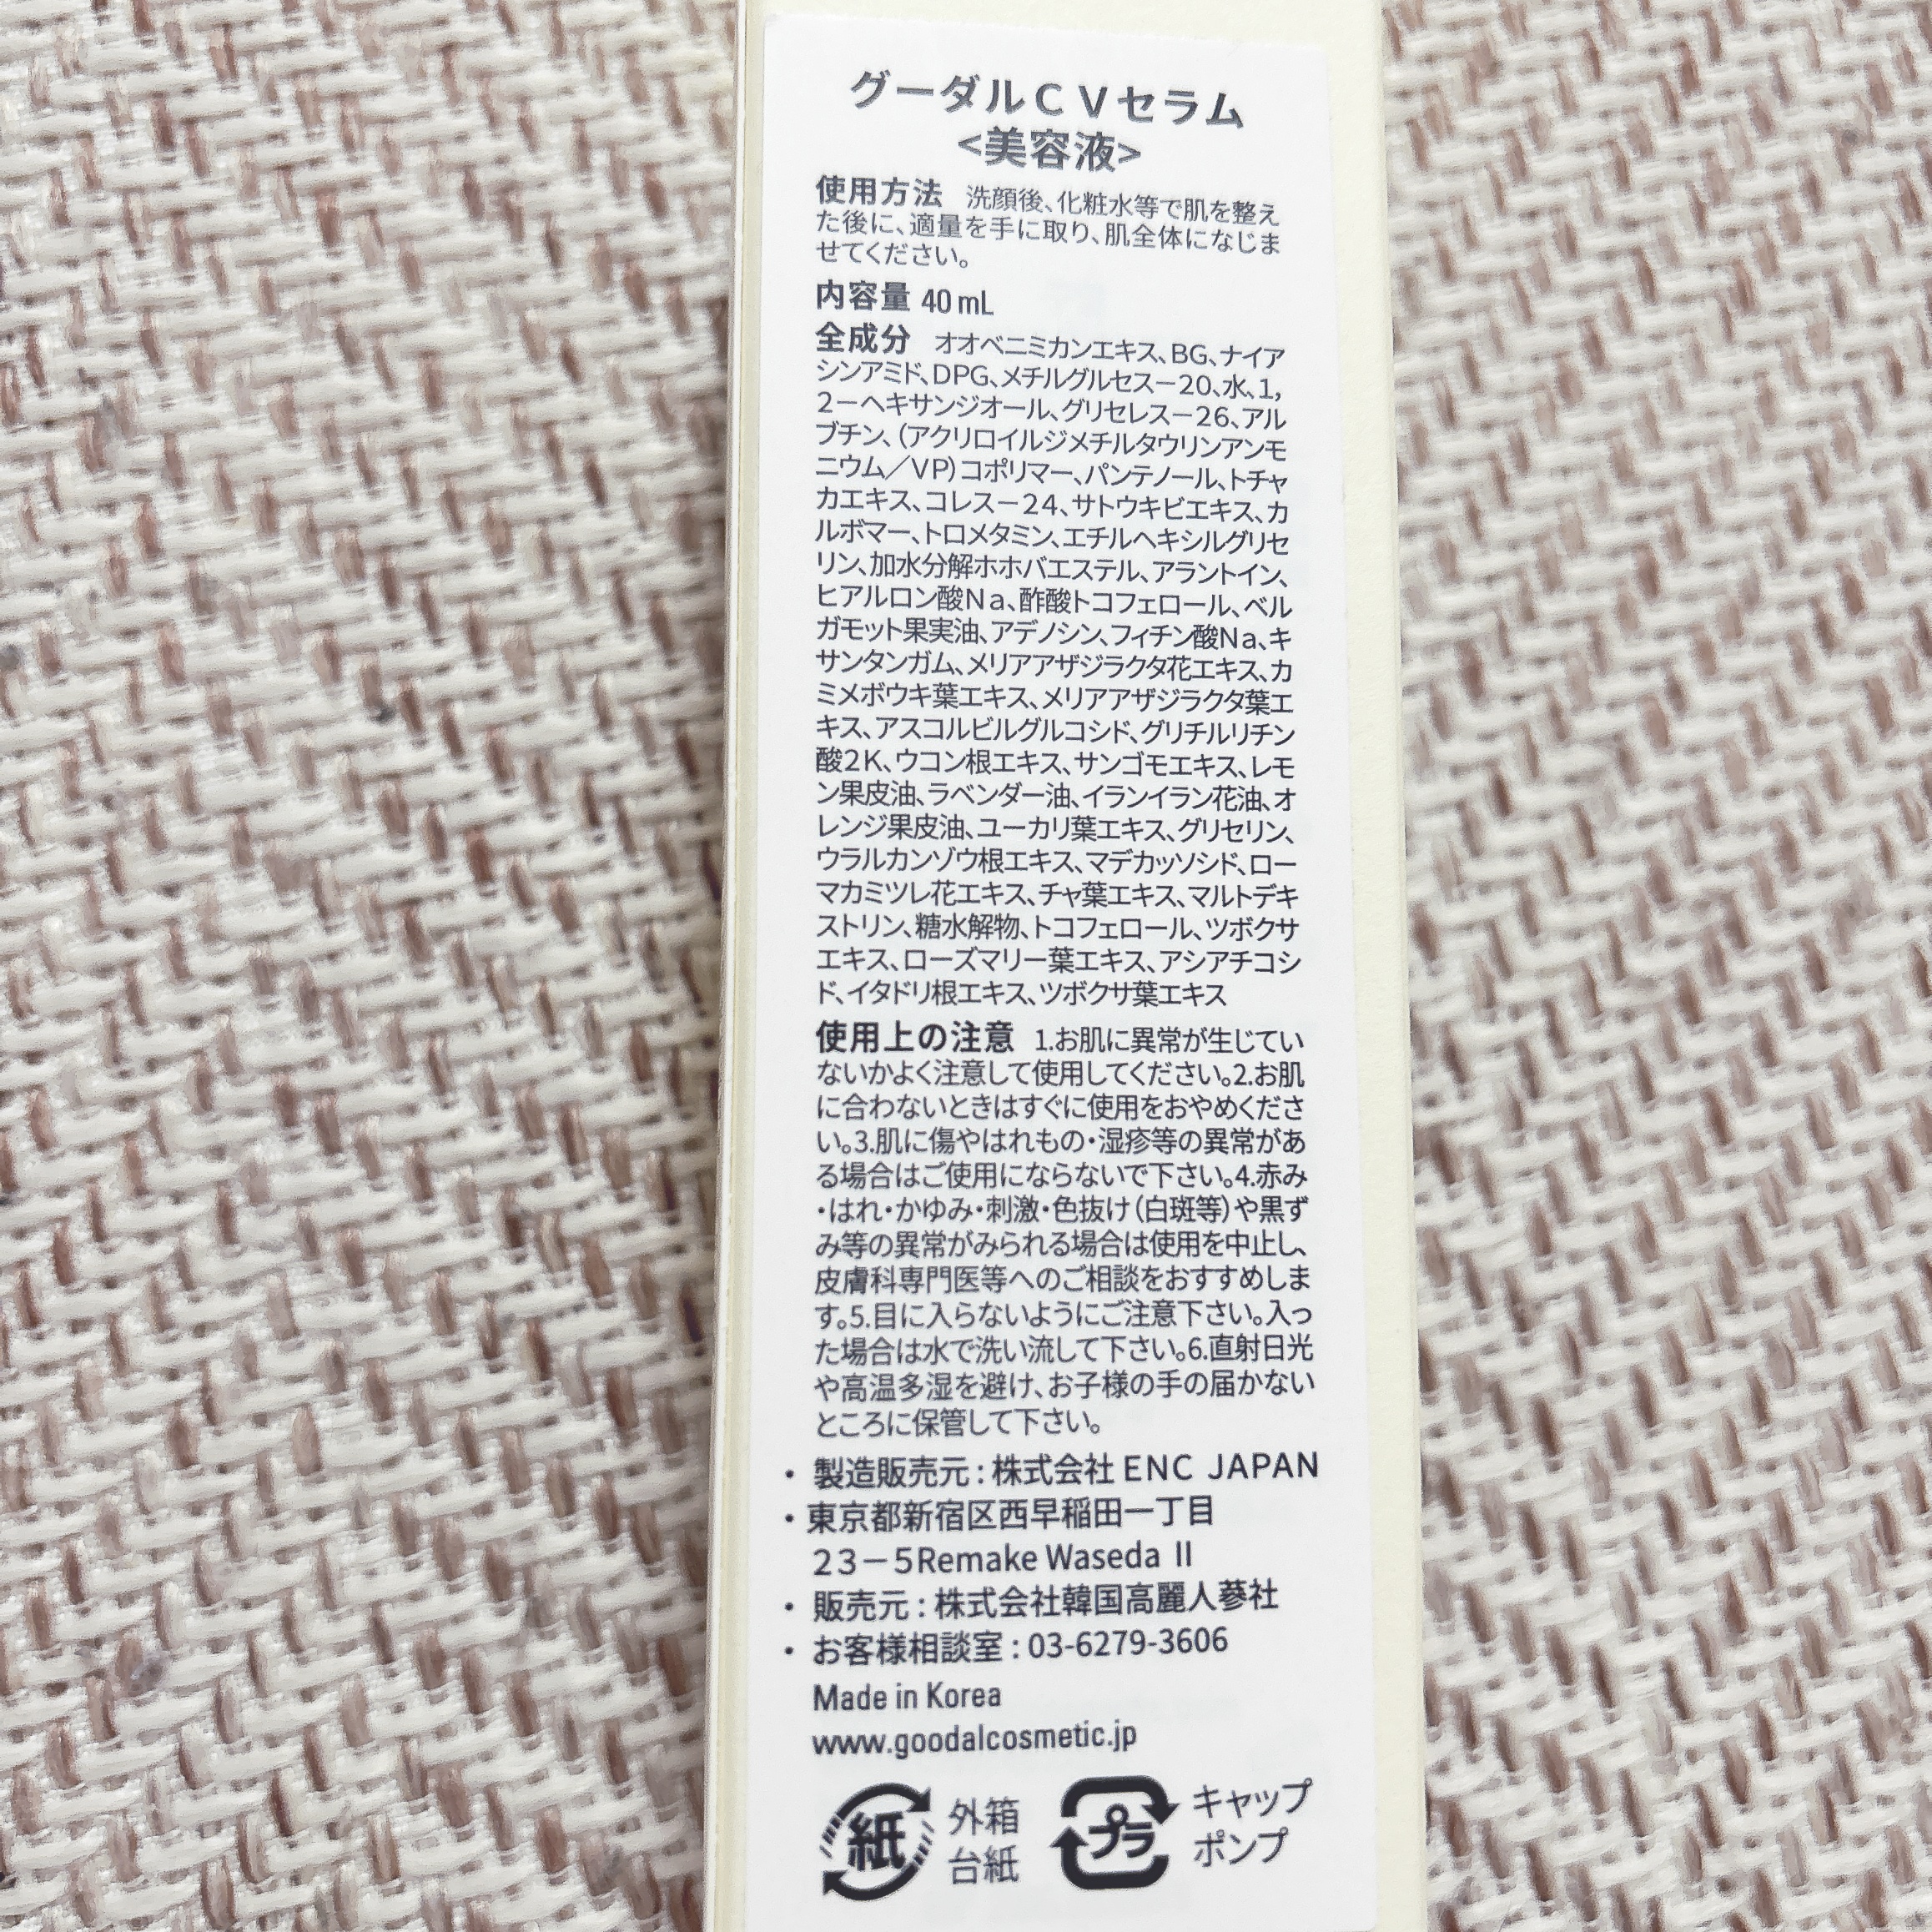 グーダルＣＶセラム
<美容液>
使用方法　洗顔後、化粧水等で肌を整え
た後に、適量を手に取り、肌全体になじま
せてください。
内容量 40 mL
全成分　オオベニミカンエキス、BG、ナイア
シンアミド、DPG、メチルグルセス－20、水、1,
2－ヘキサンジオール、グリセレス－26、アル
ブチン、（アクリロイルジメチルタウリンアンモ
ニウム／VP）コポリマー、パンテノール、トチャ
カエキス、コレス－24、サトウキビエキス、カ
ルボマー、トロメタミン、エチルヘキシルグリセ
リン、加水分解ホホバエステル、アラントイン、
ヒアルロン酸Ｎａ、酢酸トコフェロール、ベル
ガモット果実油、アデノシン、フィチン酸Na、キ
サンタンガム、メリアアザジラクタ花エキス、カ
ミメボウキ葉エキス、メリアアザジラクタ葉エ
キス、アスコルビルグルコシド、グリチルリチン
酸2K、ウコン根エキス、サンゴモエキス、レモ
ン果皮油、ラベンダー油、イランイラン花油、オ
レンジ果皮油、ユーカリ葉エキス、グリセリン、
ウラルカンゾウ根エキス、マデカッソシド、ロー
マカミツレ花エキス、チャ葉エキス、マルトデキ
ストリン、糖水解物、トコフェロール、ツボクサ
エキス、ローズマリー葉エキス、アシアチコシ
ド、イタドリ根エキス、ツボクサ葉エキス
使用上の注意　1.お肌に異常が生じてい
ないかよく注意して使用してください。2.お肌
に合わないときはすぐに使用をおやめくださ
い。3.肌に傷やはれもの・湿疹等の異常があ
る場合はご使用にならないで下さい。4.赤み
・はれ・かゆみ・刺激・色抜け（白斑等）や黒ず
み等の異常がみられる場合は使用を中止し、
皮膚科専門医等へのご相談をおすすめしま
す。5.目に入らないようにご注意下さい。入っ
た場合は水で洗い流して下さい。6.直射日光
や高温多湿を避け、お子様の手の届かない
ところに保管して下さい。
・ 製造販売元 : 株式会社 ENC JAPAN
・ 東京都新宿区西早稲田一丁目
23－5Remake Waseda Ⅱ
・ 販売元 : 株式会社韓国高麗人蔘社
・ お客様相談室 : 03-6279-3606
Made in Korea
www.goodalcosmetic.jp
紙 外箱 プラ キャップ
台紙 ポンプ